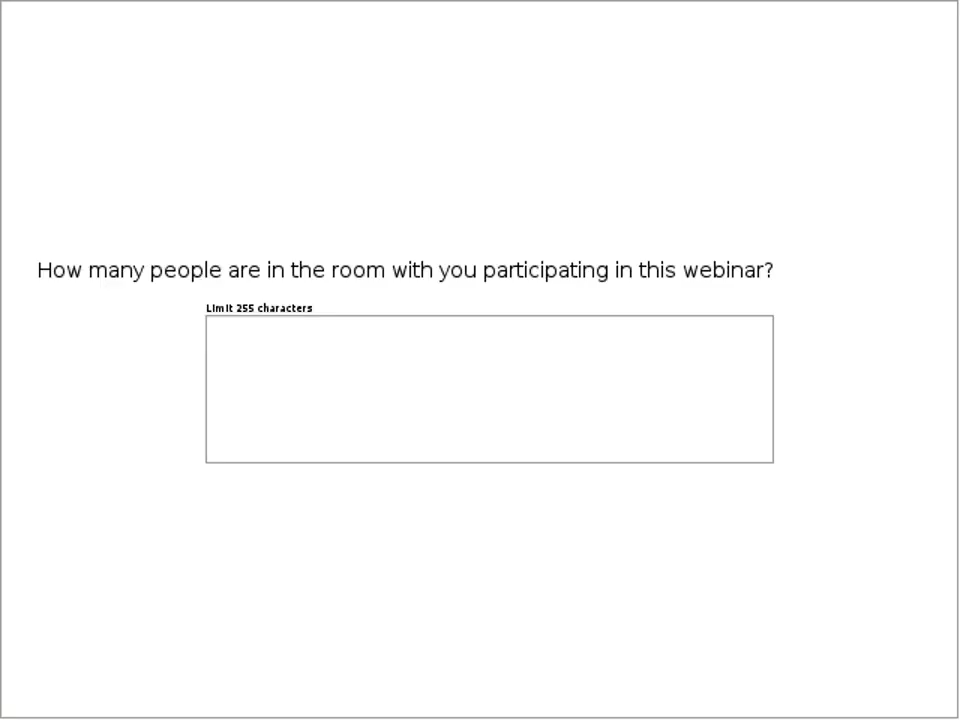 How many people are in the room with you participating in this webinar?
Limit 255 characters